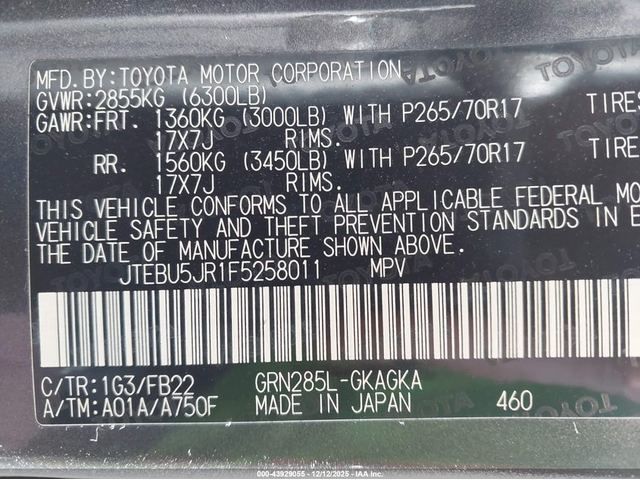 MFD. BY: TOYOTA MOTOR CORPORATION
GVWR: 2855KG (6300LB)
GAWR: FRT. 1360KG (3000LB) WITH P265/70R17 TIRES
17X7J RIMS.
RR. 1560KG (3450LB) WITH P265/70R17 TIRE
17X7J RIMS.
THIS VEHICLE CONFORMS TO ALL APPLICABLE FEDERAL MO
VEHICLE SAFETY AND THEFT PREVENTION STANDARDS IN E
THE DATE OF MANUFACTURE SHOWN ABOVE.
JTEBU5JR1F5258011 MPV
C/TR: 1G3/FB22 GRN285L-GKAGKA
A/TM: A01A/A750F MADE IN JAPAN 460
000-43929055 - 12/12/2025 - IAA, Inc.